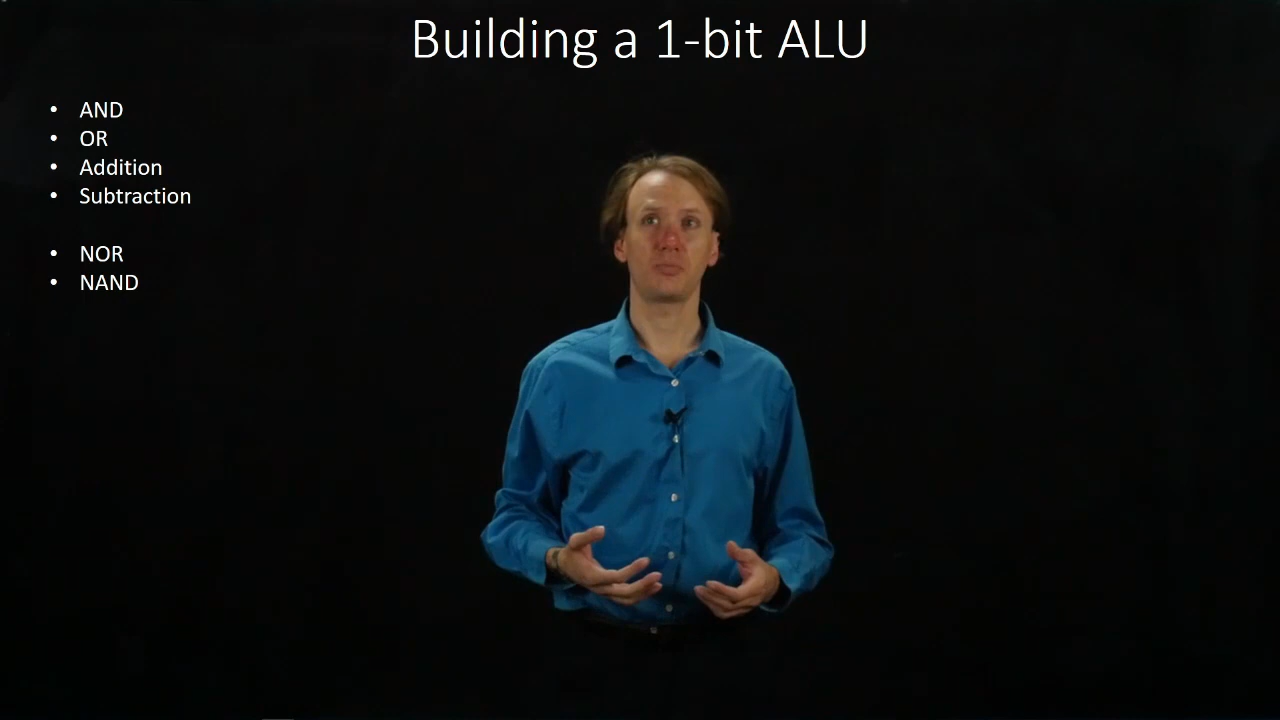 Building a 1-bit ALU
• AND
• OR
• Addition
• Subtraction
• NOR
• NAND